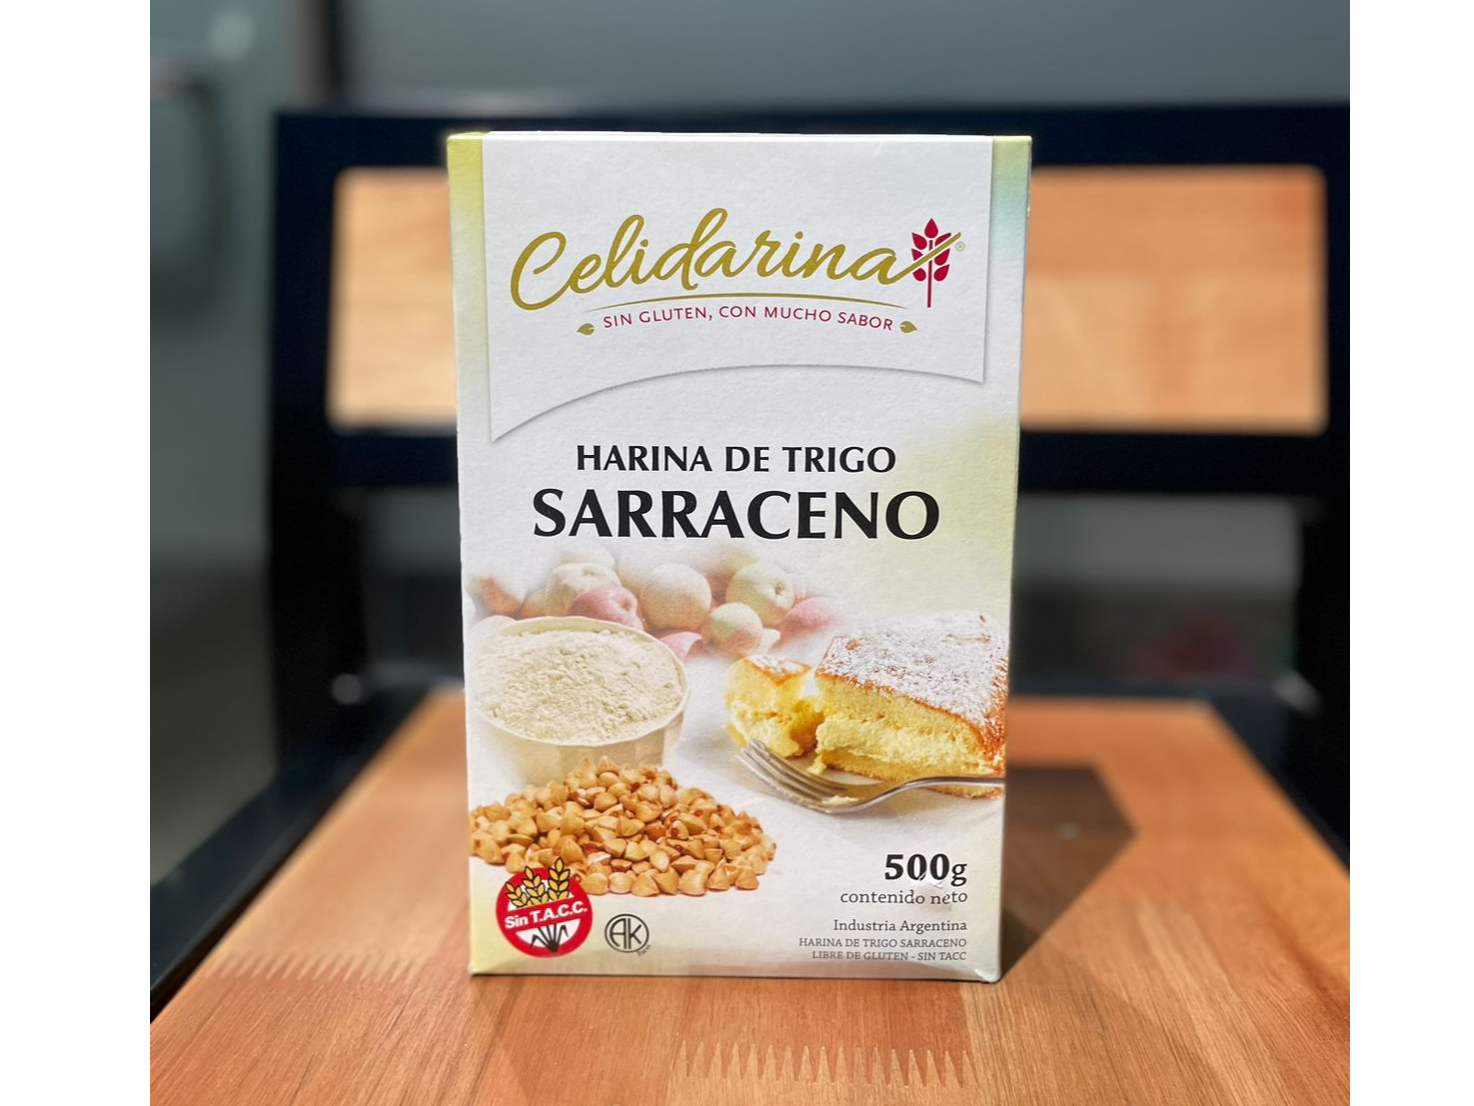 Celidarina ®
SIN GLUTEN, CON MUCHO SABOR
HARINA DE TRIGO
SARRACENO
500g
contenido neto
Sin T.A.C.C.
AK
Industria Argentina
HARINA DE TRIGO SARRACENO
LIBRE DE GLUTEN - SIN TACC